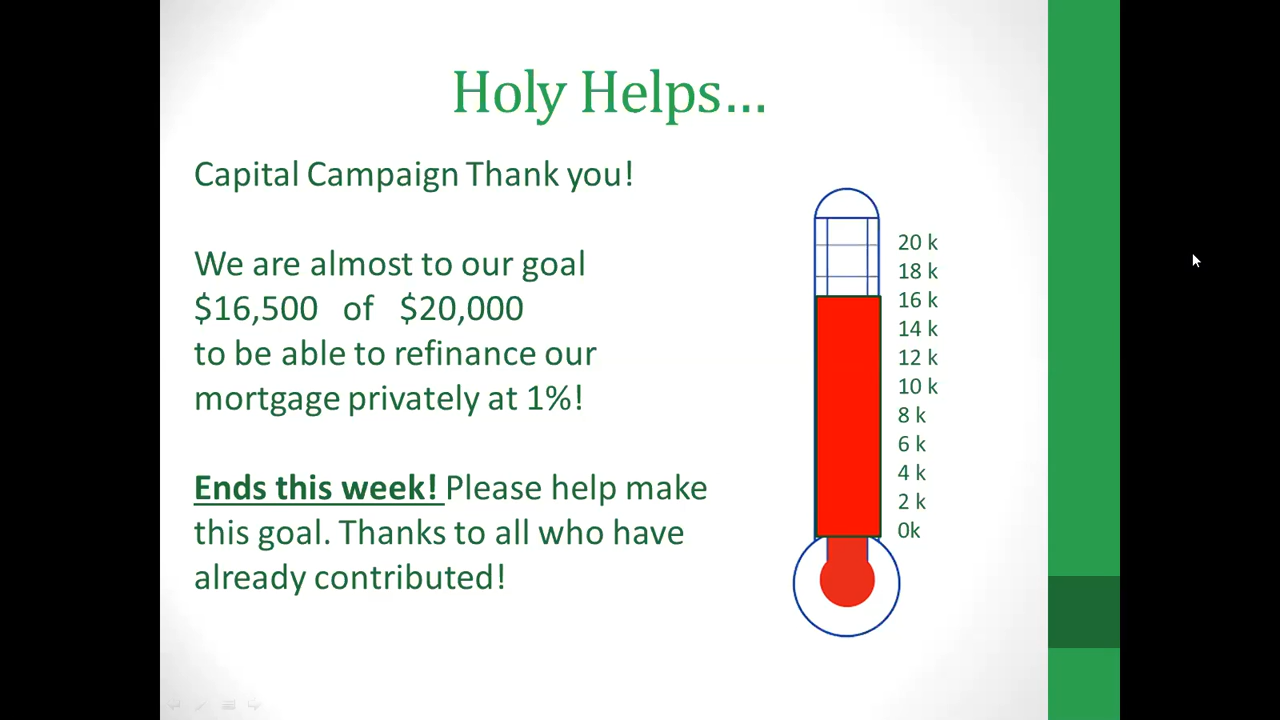 Holy Helps...
Capital Campaign Thank you!
We are almost to our goal
$16,500 of $20,000
to be able to refinance our
mortgage privately at 1%!
Ends this week! Please help make
this goal. Thanks to all who have
already contributed!
20 k
18 k
16 k
14 k
12 k
10 k
8 k
6 k
4 k
2 k
0k